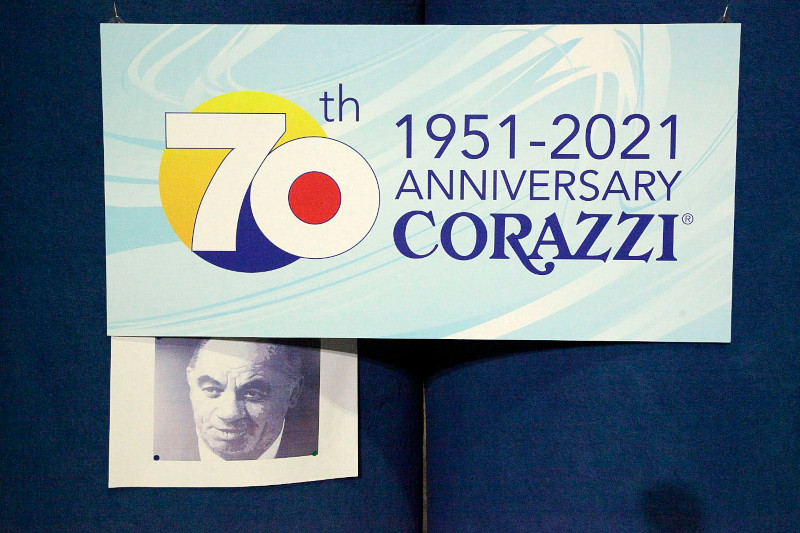 70th
1951-2021
ANNIVERSARY
CORAZZI®